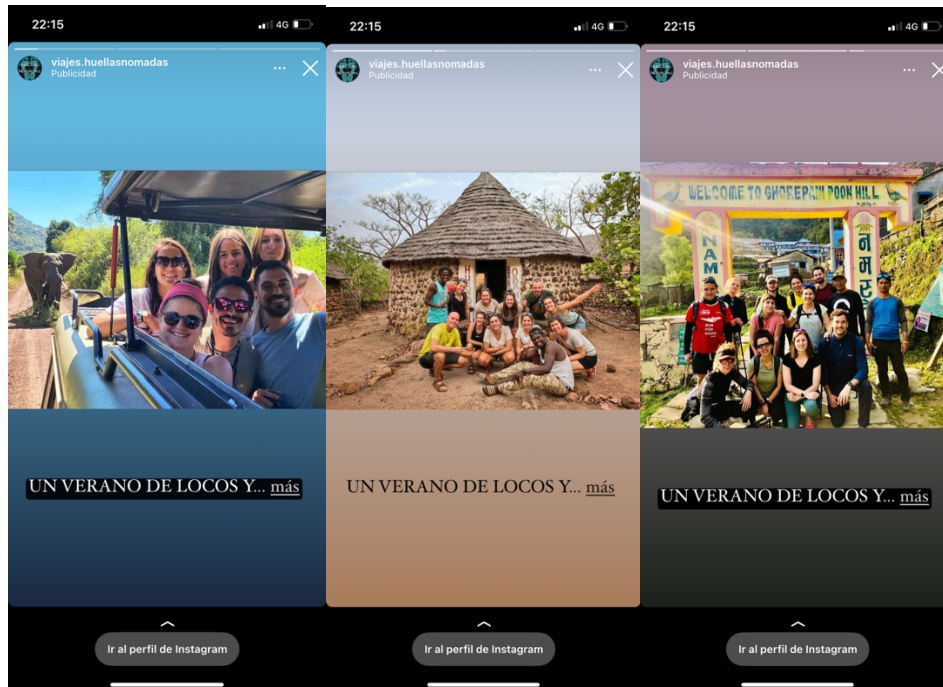 22:15
4G
viajes.huellasnomadas
Publicidad
UN VERANO DE LOCOS Y... más
Ir al perfil de Instagram
22:15
4G
viajes.huellasnomadas
Publicidad
UN VERANO DE LOCOS Y... más
Ir al perfil de Instagram
22:15
4G
viajes.huellasnomadas
Publicidad
WELCOME TO GHOREPANI POON HILL
NAM
न
म
UN VERANO DE LOCOS Y... más
Ir al perfil de Instagram